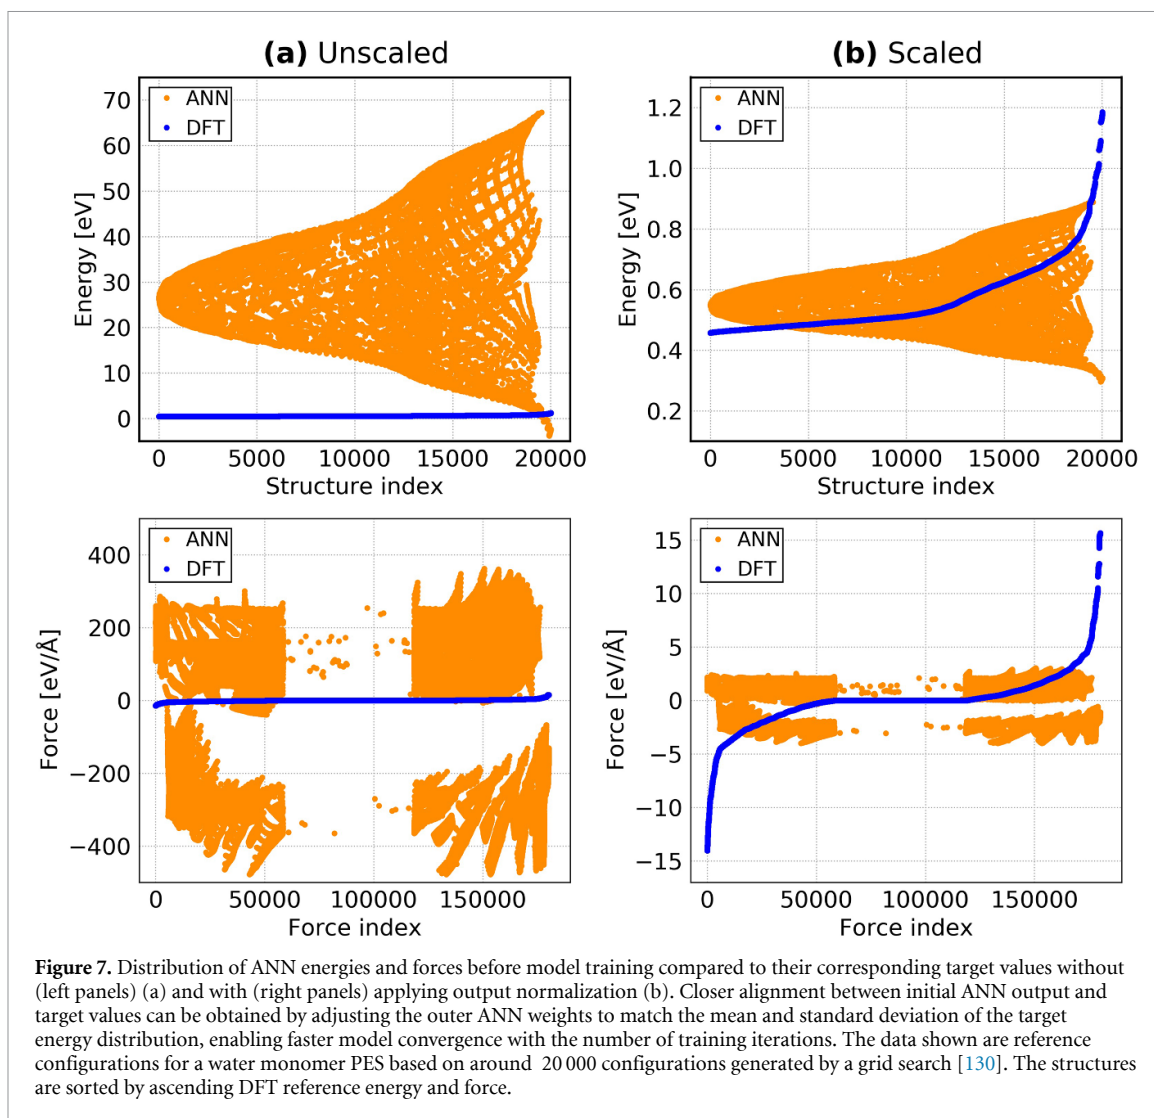 (a) Unscaled
70
60
50
40
30
20
10
0
Energy [eV]
ANN
DFT
0 5000 10000 15000 20000
Structure index
(b) Scaled
1.2
1.0
0.8
0.6
0.4
0.2
Energy [eV]
ANN
DFT
0 5000 10000 15000 20000
Structure index
400
200
0
−200
−400
Force [eV/Å]
ANN
DFT
0 50000 100000 150000
Force index
15
10
5
0
−5
−10
−15
Force [eV/Å]
ANN
DFT
0 50000 100000 150000
Force index
Figure 7. Distribution of ANN energies and forces before model training compared to their corresponding target values without
(left panels) (a) and with (right panels) applying output normalization (b). Closer alignment between initial ANN output and
target values can be obtained by adjusting the outer ANN weights to match the mean and standard deviation of the target
energy distribution, enabling faster model convergence with the number of training iterations. The data shown are reference
configurations for a water monomer PES based on around 20 000 configurations generated by a grid search [130]. The structures
are sorted by ascending DFT reference energy and force.